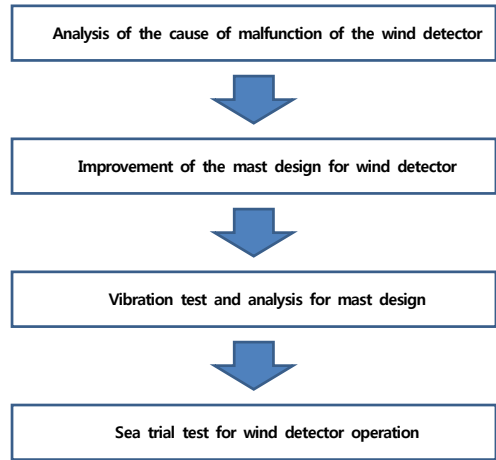 Analysis of the cause of malfunction of the wind detector
Improvement of the mast design for wind detector
Vibration test and analysis for mast design
Sea trial test for wind detector operation